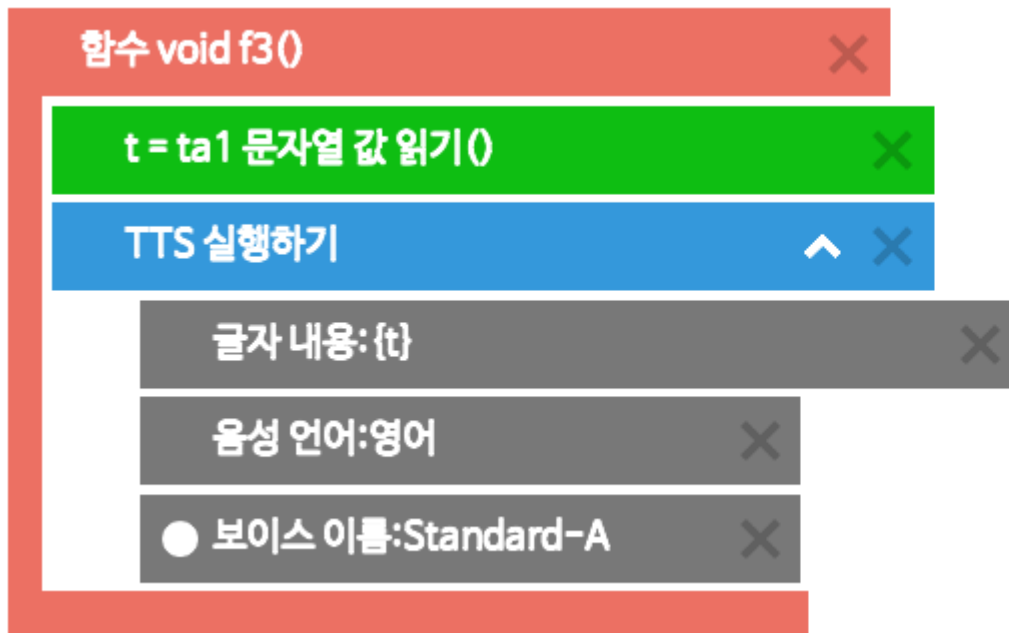 함수 void f3()
t = ta1 문자열 값 읽기()
TTS 실행하기
글자 내용: {t}
음성 언어:영어
보이스 이름:Standard-A